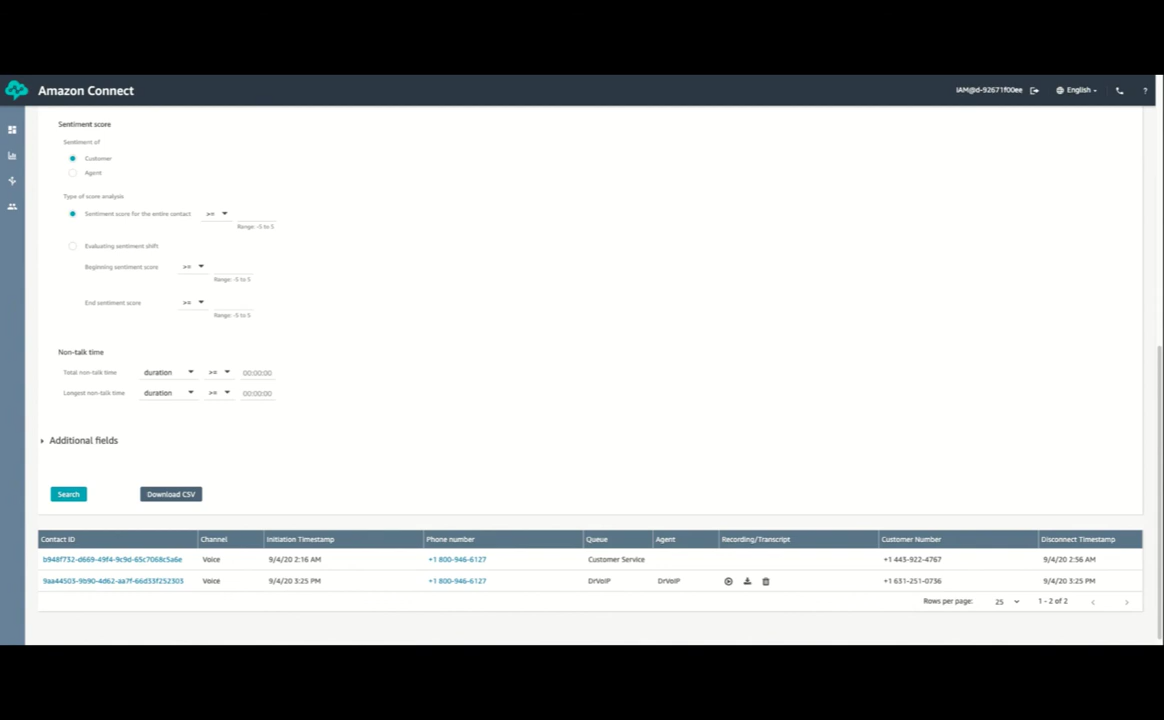 Amazon Connect
IAM@d-92671f00ee English ?
Sentiment score
Sentiment of
Customer
Agent
Type of score analysis
Sentiment score for the entire contact >=
Range: -5 to 5
Evaluating sentiment shift
Beginning sentiment score >=
Range: -5 to 5
End sentiment score >=
Range: -5 to 5
Non-talk time
Total non-talk time duration >= 00:00:00
Longest non-talk time duration >= 00:00:00
Additional fields
Search Download CSV
Contact ID Channel Initiation Timestamp Phone number Queue Agent Recording/Transcript Customer Number Disconnect Timestamp
b948f732-d669-49f4-9c9d-65c7068c5a6e Voice 9/4/20 2:16 AM +1 800-946-6127 Customer Service +1 443-922-4767 9/4/20 2:56 AM
9aa44503-9b90-4d62-aa7f-66d33f252303 Voice 9/4/20 3:25 PM +1 800-946-6127 DrVoIP DrVoIP +1 631-251-0736 9/4/20 3:25 PM
Rows per page: 25 1 - 2 of 2